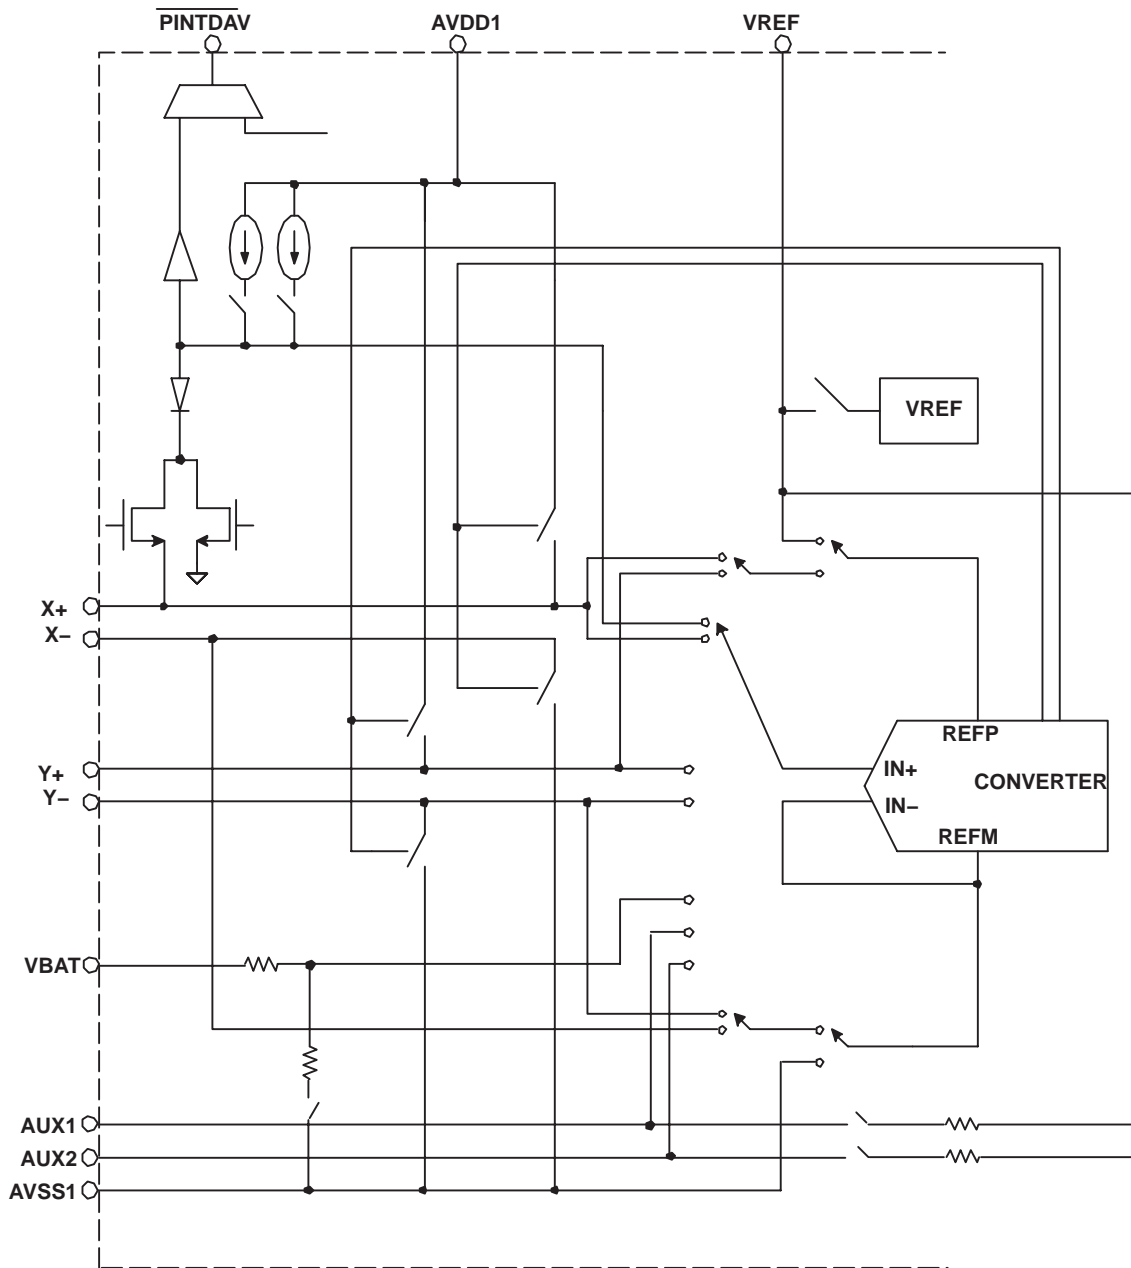 PINTDAV
AVDD1
VREF
VREF
X+
X–
REFP
Y+
IN+
CONVERTER
Y–
IN–
REFM
VBAT
AUX1
AUX2
AVSS1